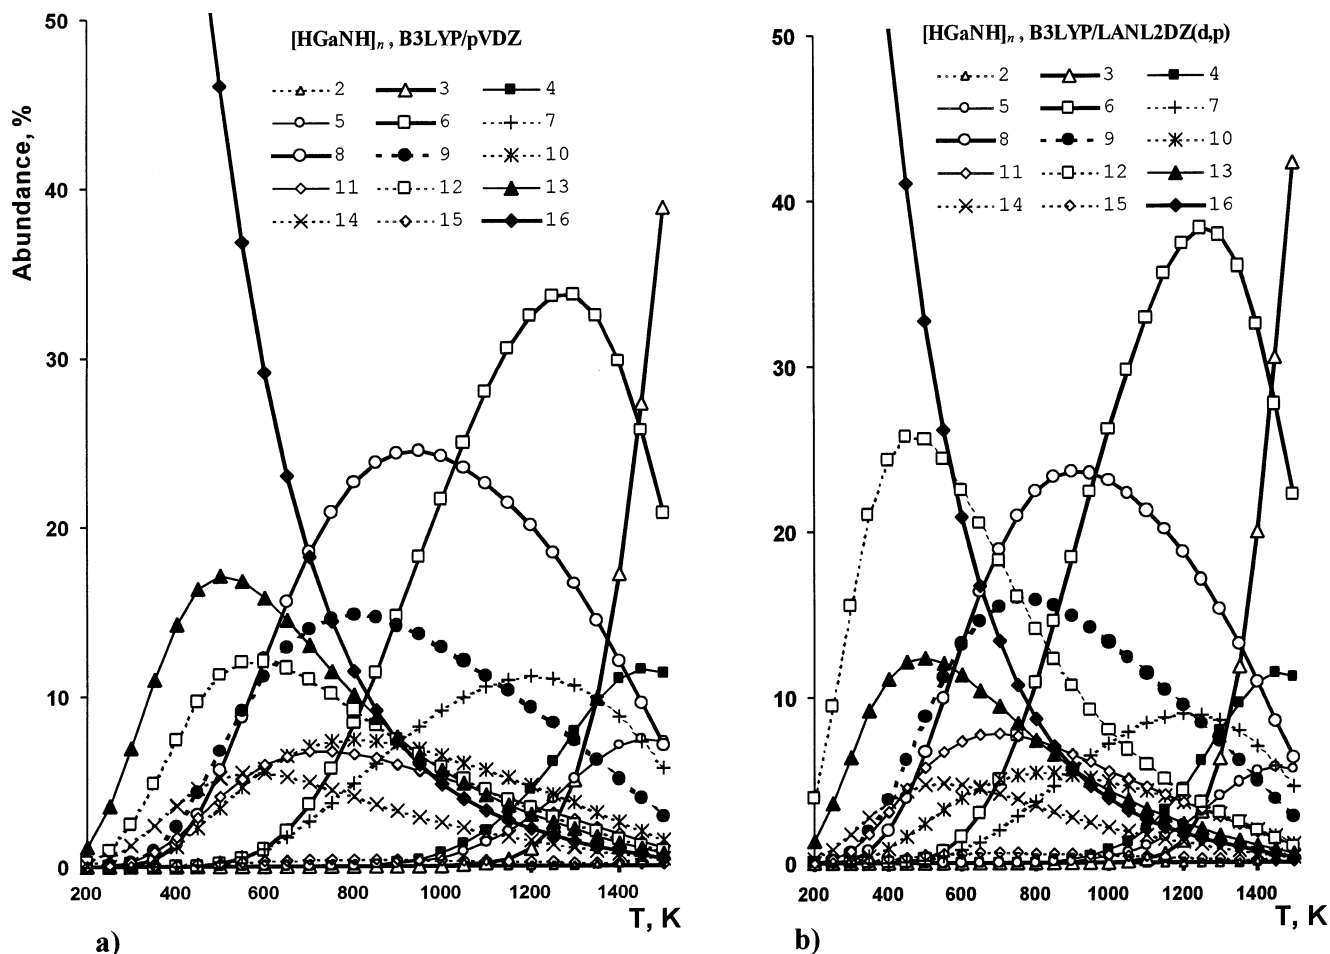 [HGaNH]n , B3LYP/pVDZ
2 3 4
5 6 7
8 9 10
11 12 13
14 15 16
Abundance, %
50
40
30
20
10
0
200 400 600 800 1000 1200 1400
T, K
a)
[HGaNH]n , B3LYP/LANL2DZ(d,p)
2 3 4
5 6 7
8 9 10
11 12 13
14 15 16
50
40
30
20
10
0
200 400 600 800 1000 1200 1400
T, K
b)